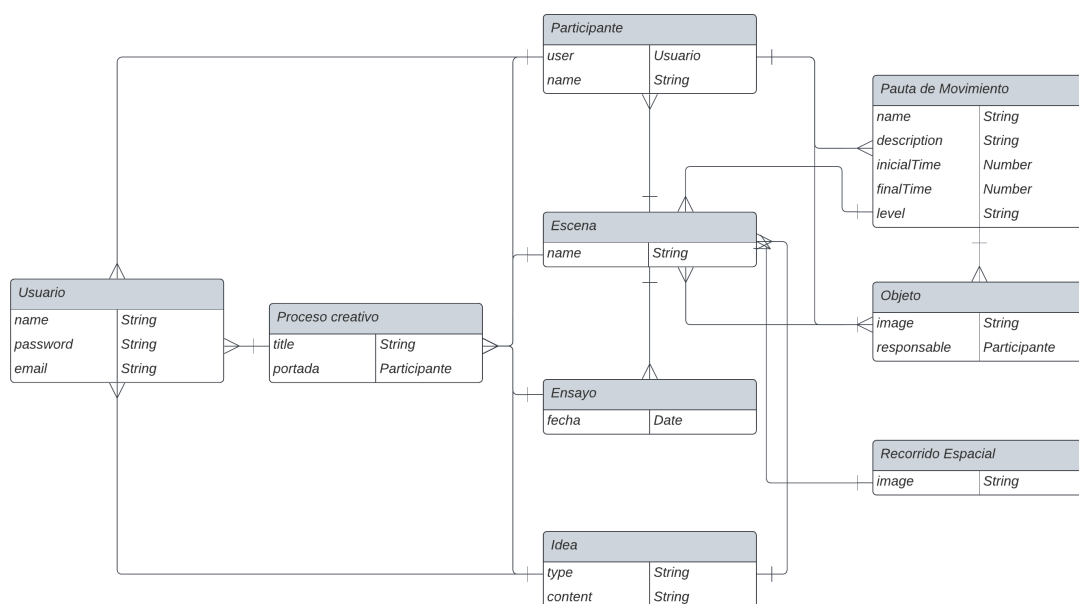 Participante
user Usuario
name String
Pauta de Movimiento
name String
description String
inicialTime Number
finalTime Number
level String
Escena
name String
Usuario
name String
password String
email String
Proceso creativo
title String
portada Participante
Objeto
image String
responsable Participante
Ensayo
fecha Date
Recorrido Espacial
image String
Idea
type String
content String